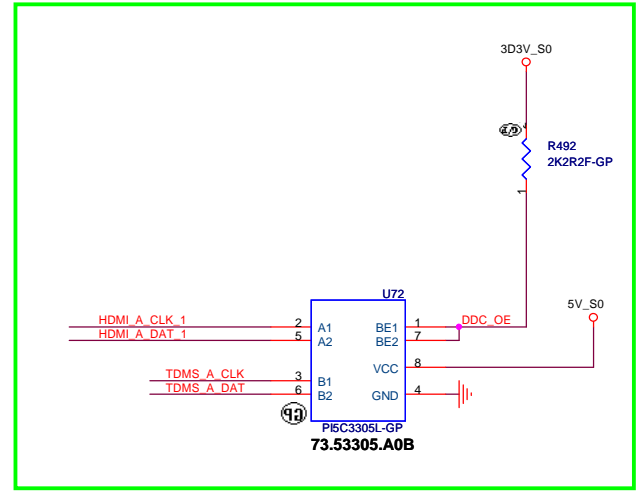 3D3V_S0
R492
2K2R2F-GP
1
U72
HDMI_A_CLK_1 2 A1 BE1 1 DDC_OE 5V_S0
HDMI_A_DAT_1 5 A2 BE2 7
VCC 8
TDMS_A_CLK 3 B1
TDMS_A_DAT 6 B2 GND 4
PI5C3305L-GP
73.53305.A0B